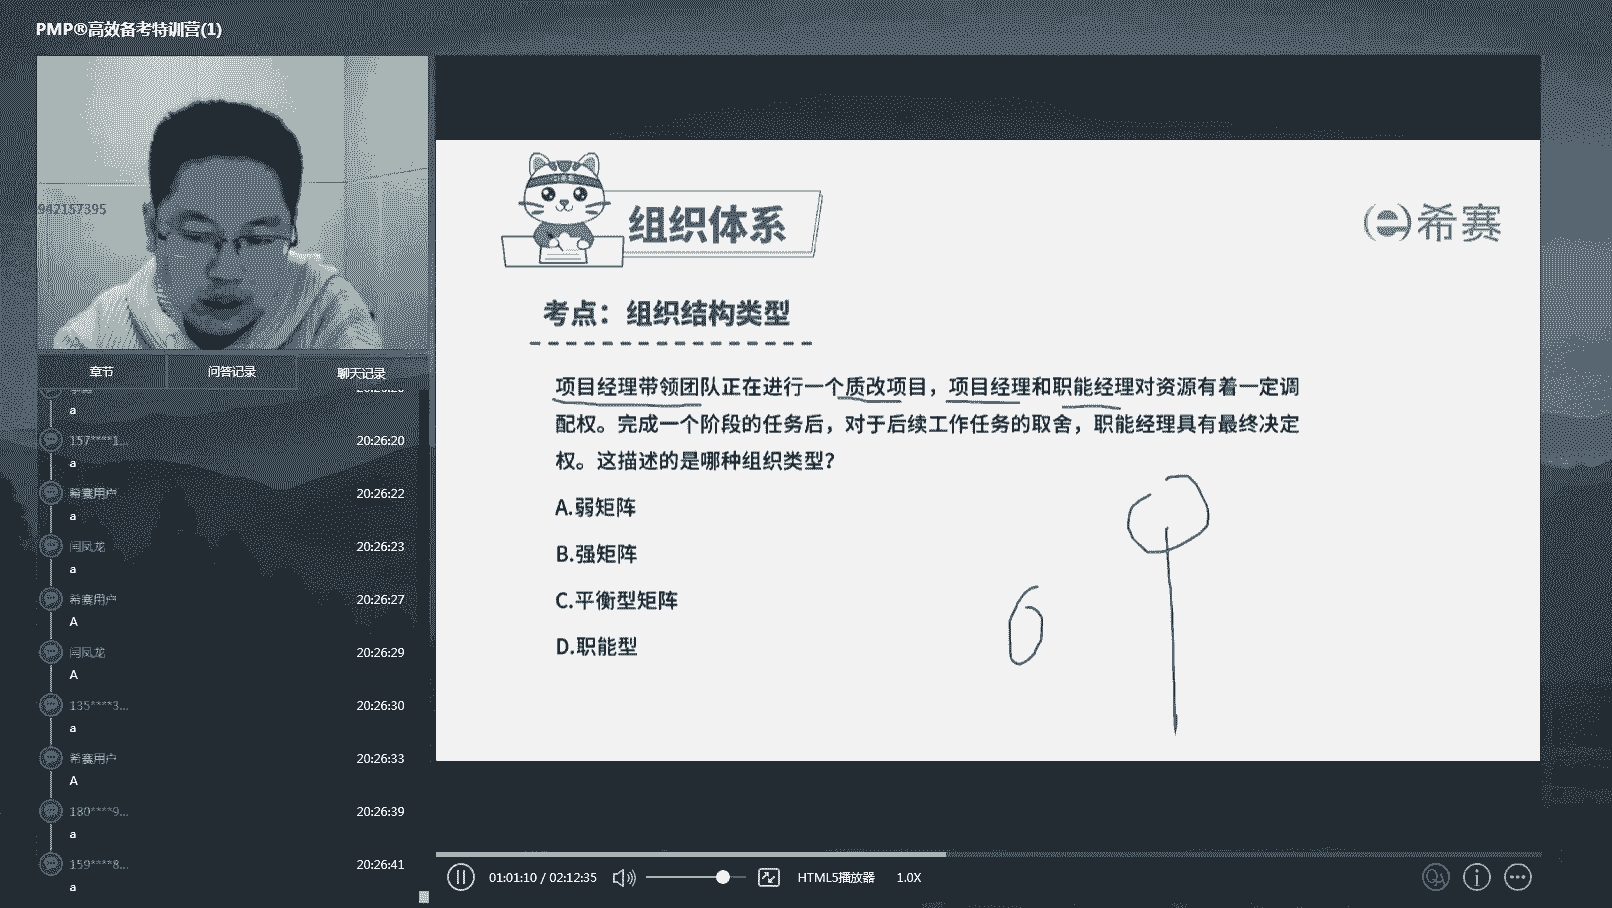 PMP®高效备考特训营(1)
942157395
组织体系
希赛
考点：组织结构类型
项目经理带领团队正在进行一个质改项目，项目经理和职能经理对资源有着一定调
配权。完成一个阶段的任务后，对于后续工作任务的取舍，职能经理具有最终决定
权。这描述的是哪种组织类型？
A.弱矩阵
B.强矩阵
C.平衡型矩阵
D.职能型
章节
问答记录
聊天记录
a
157****1... 20:26:20
a
希赛用户 20:26:22
a
闫凤龙 20:26:23
a
希赛用户 20:26:27
A
闫凤龙 20:26:29
A
135****3... 20:26:30
a
希赛用户 20:26:33
A
180****9... 20:26:39
a
159****8... 20:26:41
a
01:01:10 / 02:12:35
HTML5播放器
1.0X